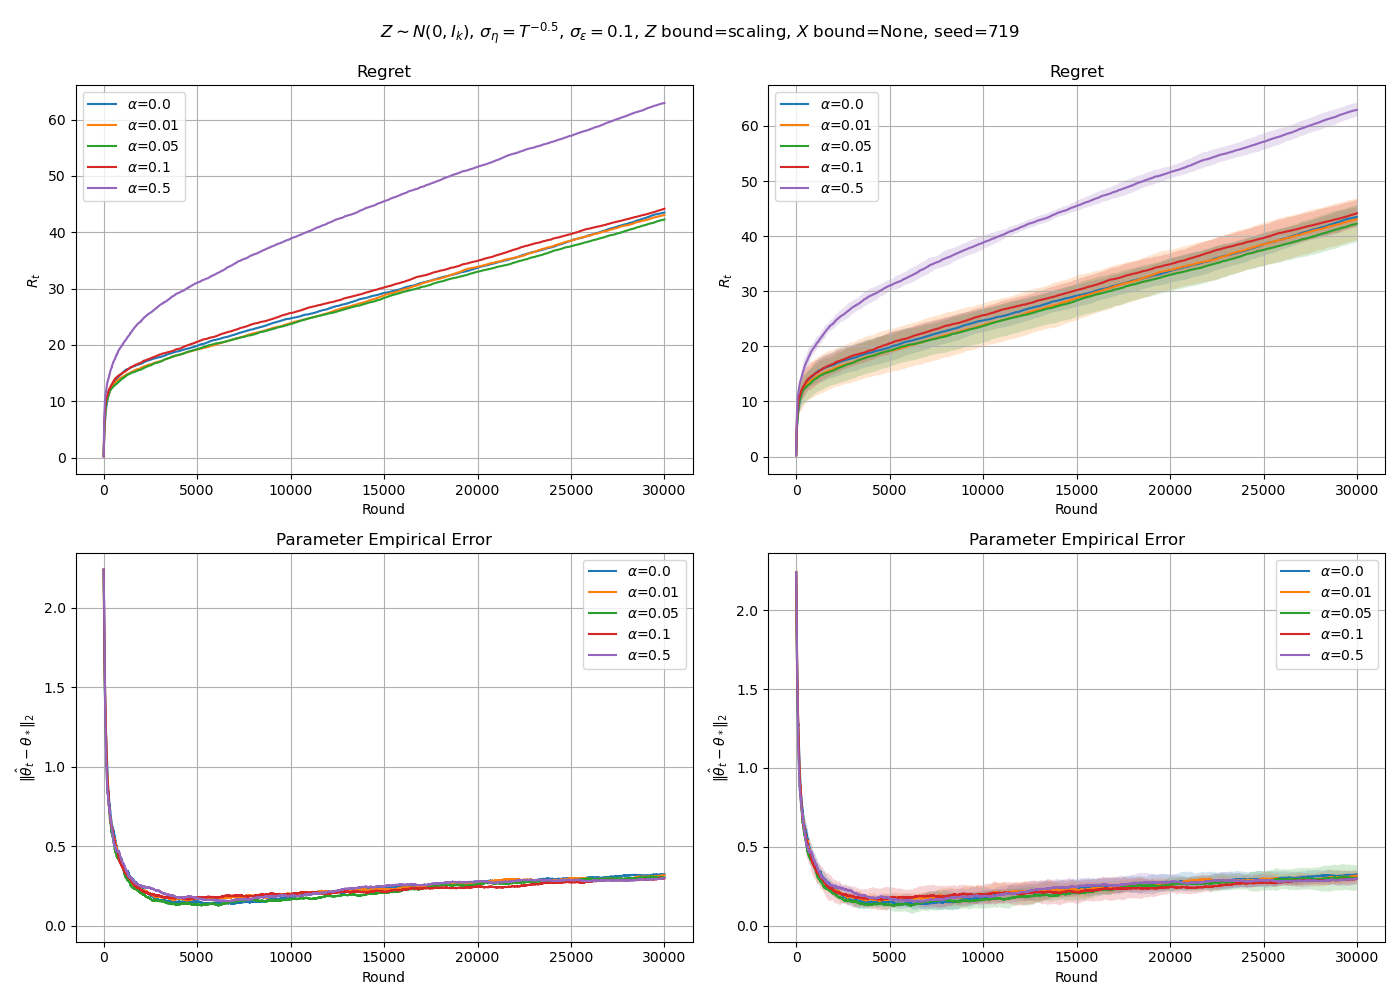 Z ∼ N(0, I_k), σ_η = T^{−0.5}, σ_ε = 0.1, Z bound=scaling, X bound=None, seed=719
Regret
α=0.0
α=0.01
α=0.05
α=0.1
α=0.5
R_t
60
50
40
30
20
10
0
0 5000 10000 15000 20000 25000 30000
Round
Regret
α=0.0
α=0.01
α=0.05
α=0.1
α=0.5
R_t
60
50
40
30
20
10
0
0 5000 10000 15000 20000 25000 30000
Round
Parameter Empirical Error
α=0.0
α=0.01
α=0.05
α=0.1
α=0.5
‖θ̂_t − θ_*‖_2
2.0
1.5
1.0
0.5
0.0
0 5000 10000 15000 20000 25000 30000
Round
Parameter Empirical Error
α=0.0
α=0.01
α=0.05
α=0.1
α=0.5
‖θ̂_t − θ_*‖_2
2.0
1.5
1.0
0.5
0.0
0 5000 10000 15000 20000 25000 30000
Round